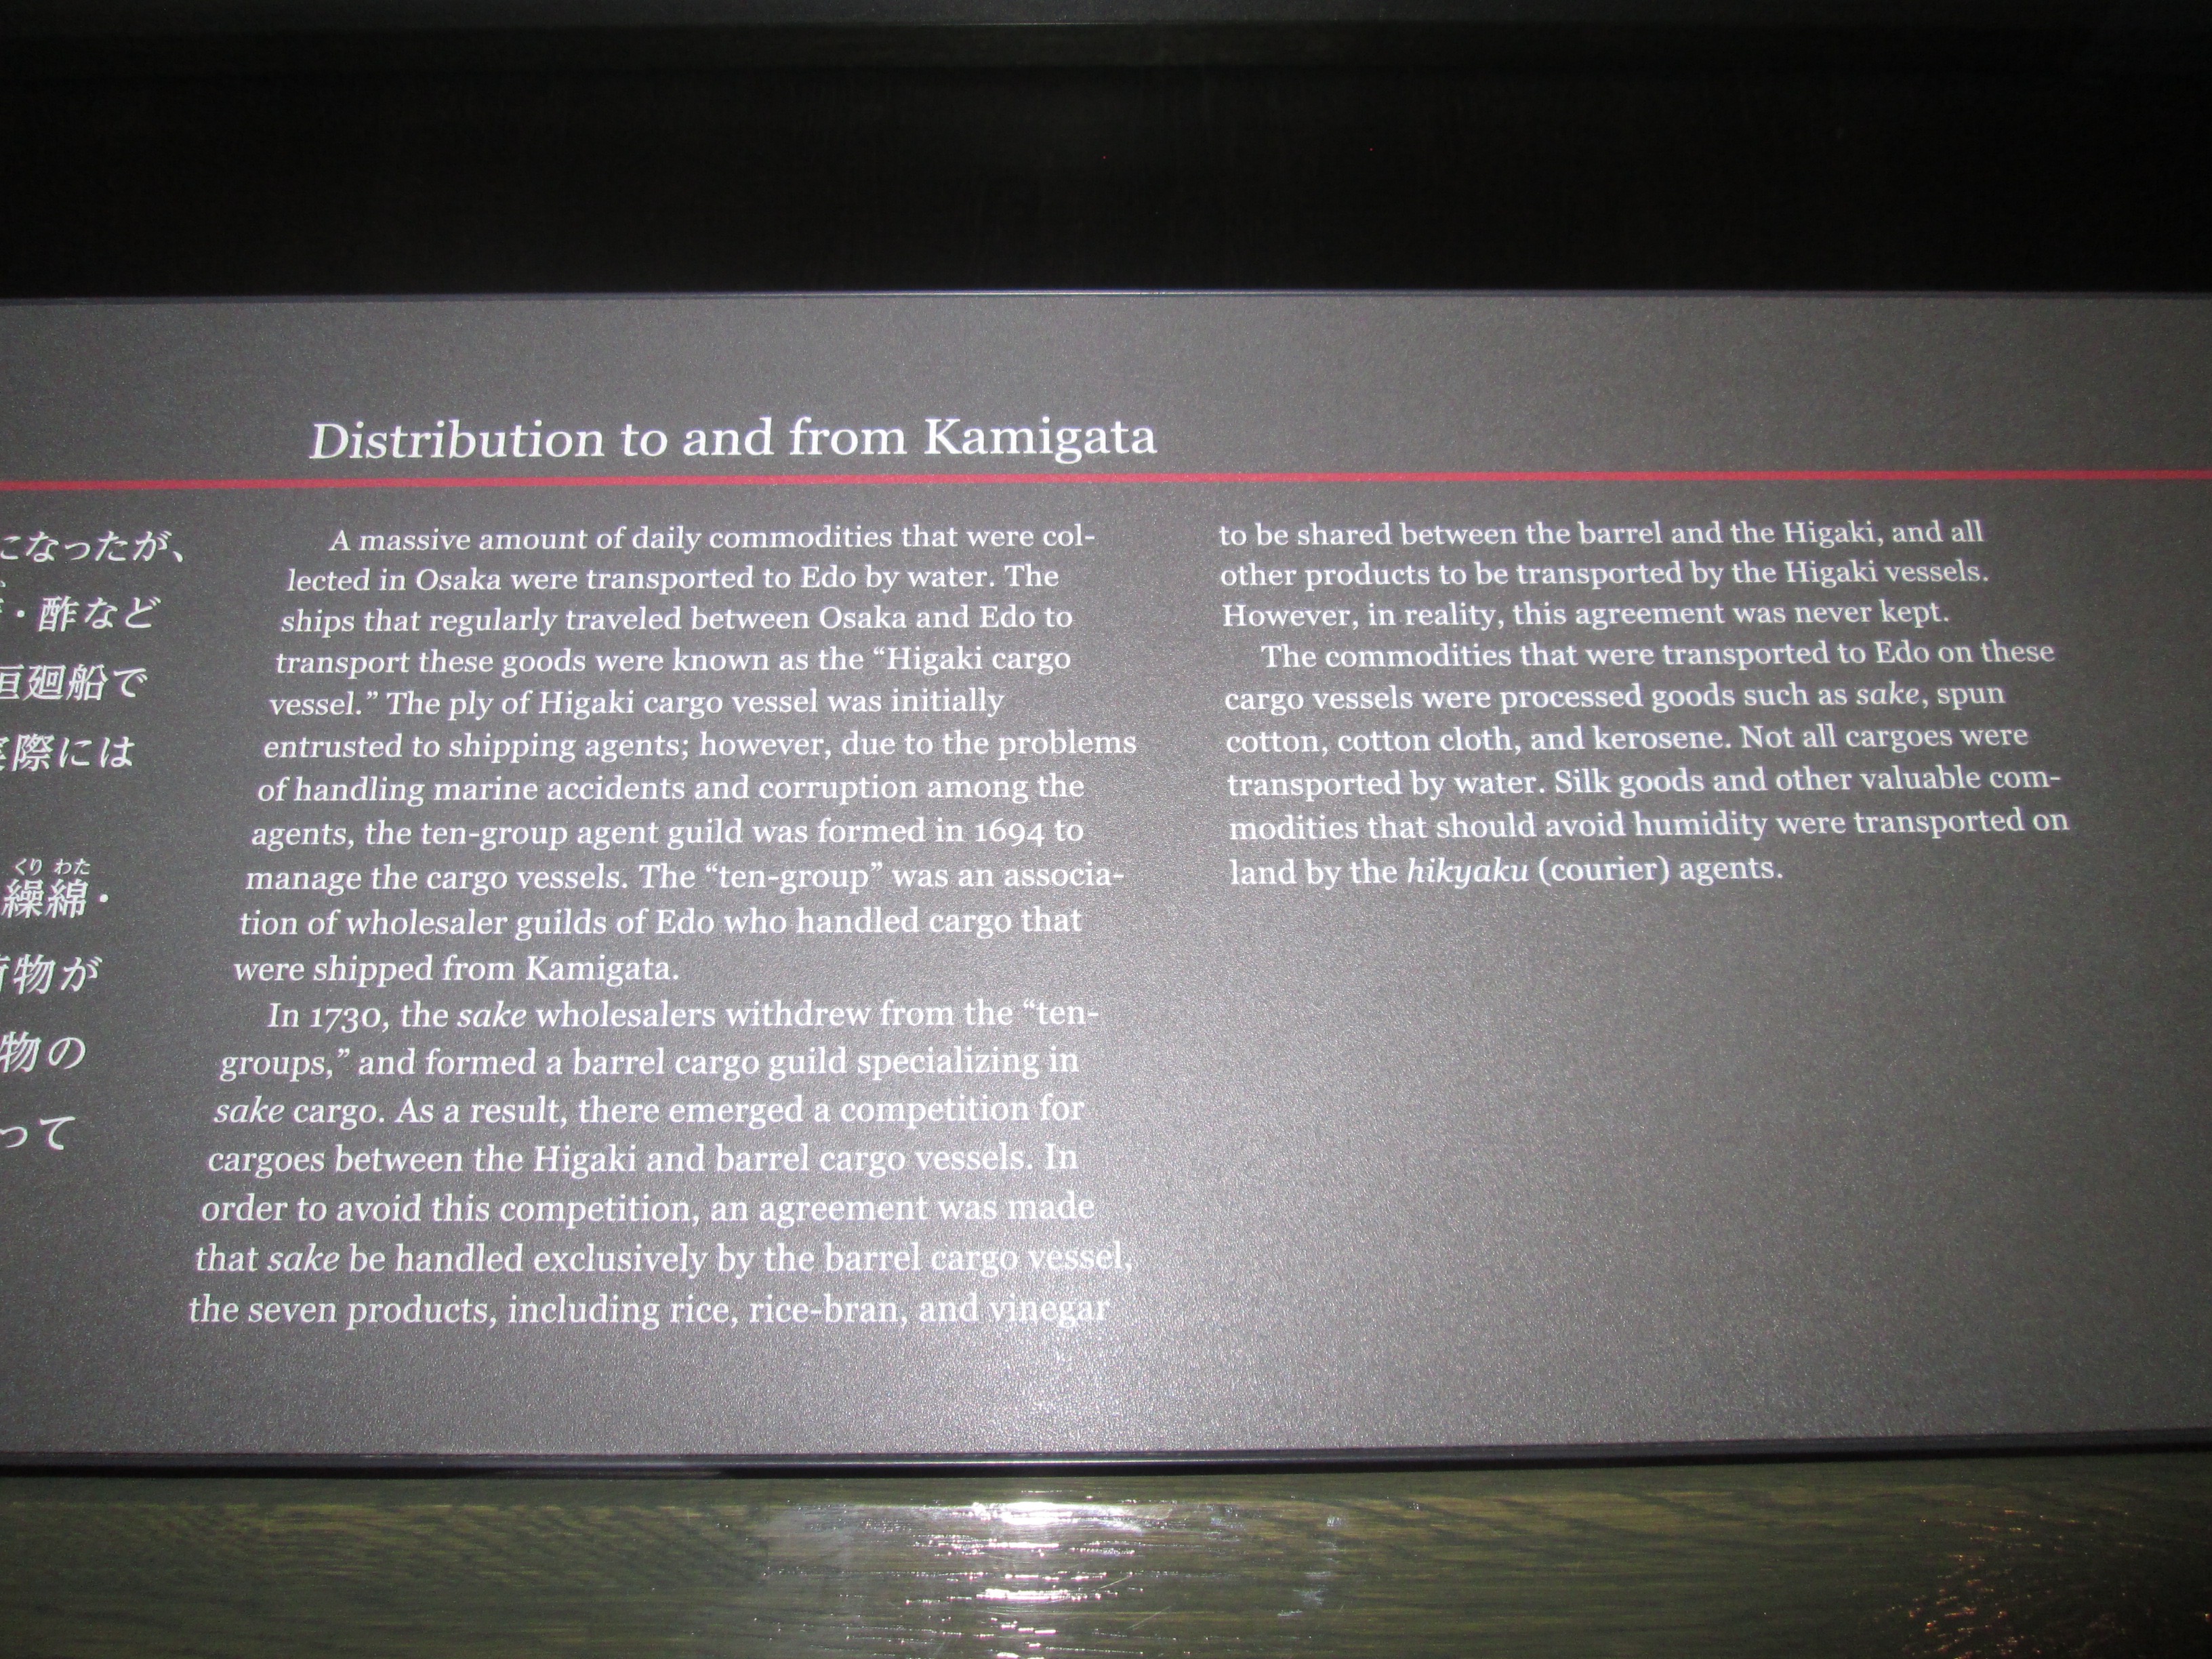 Distribution to and from Kamigata
になったが、
・酢など
垣廻船で
実際には
くり わた
繰綿・
物が
物の
って
A massive amount of daily commodities that were col-
lected in Osaka were transported to Edo by water. The
ships that regularly traveled between Osaka and Edo to
transport these goods were known as the “Higaki cargo
vessel.” The ply of Higaki cargo vessel was initially
entrusted to shipping agents; however, due to the problems
of handling marine accidents and corruption among the
agents, the ten-group agent guild was formed in 1694 to
manage the cargo vessels. The “ten-group” was an associa-
tion of wholesaler guilds of Edo who handled cargo that
were shipped from Kamigata.
In 1730, the sake wholesalers withdrew from the “ten-
groups,” and formed a barrel cargo guild specializing in
sake cargo. As a result, there emerged a competition for
cargoes between the Higaki and barrel cargo vessels. In
order to avoid this competition, an agreement was made
that sake be handled exclusively by the barrel cargo vessel,
the seven products, including rice, rice-bran, and vinegar
to be shared between the barrel and the Higaki, and all
other products to be transported by the Higaki vessels.
However, in reality, this agreement was never kept.
The commodities that were transported to Edo on these
cargo vessels were processed goods such as sake, spun
cotton, cotton cloth, and kerosene. Not all cargoes were
transported by water. Silk goods and other valuable com-
modities that should avoid humidity were transported on
land by the hikyaku (courier) agents.